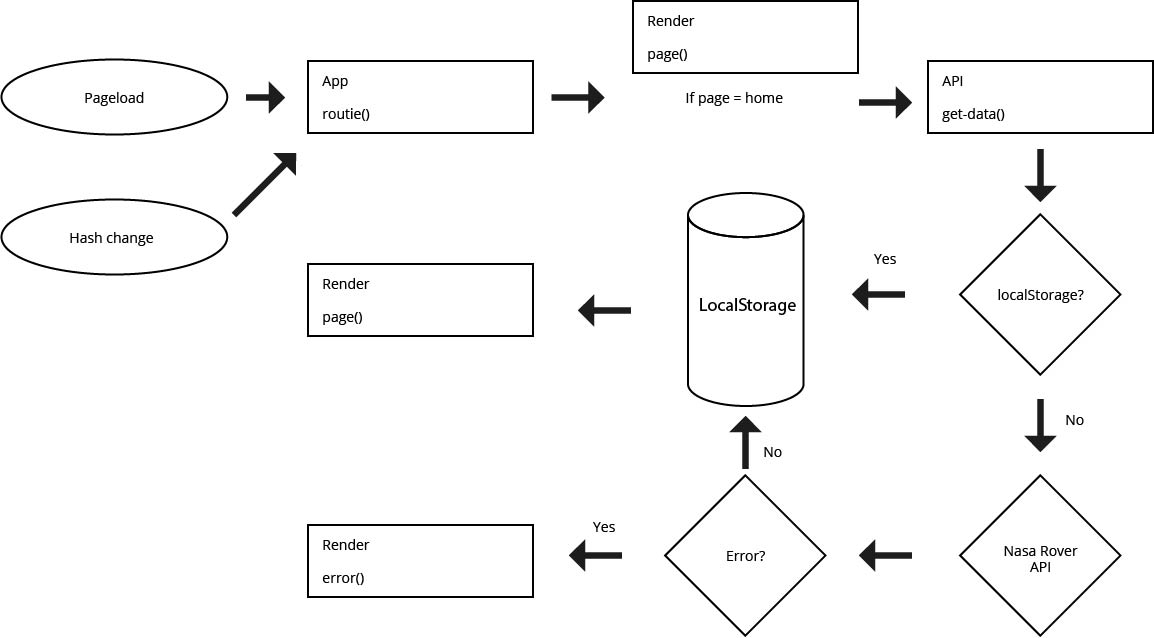 Render
page()
Pageload
App
routie()
If page = home
API
get-data()
Hash change
Yes
localStorage?
Render
page()
LocalStorage
No
No
Render
error()
Yes
Error?
Nasa Rover
API